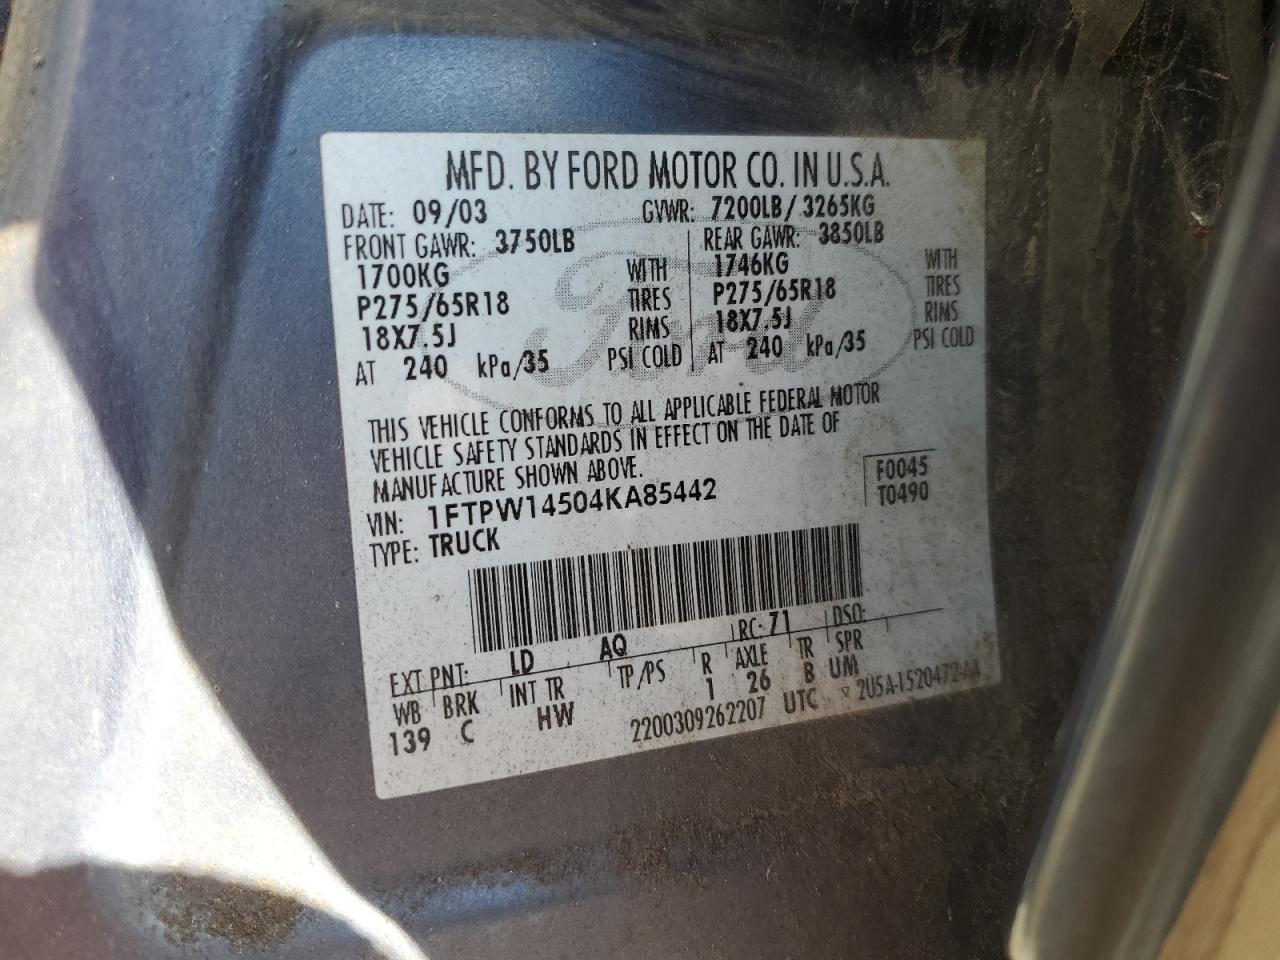 MFD. BY FORD MOTOR CO. IN U.S.A.
DATE: 09/03 GVWR: 7200LB/ 3265KG
FRONT GAWR: 3750LB REAR GAWR: 3850LB
1700KG WITH 1746KG WITH
P275/65R18 TIRES P275/65R18 TIRES
18X7.5J RIMS 18X7.5J RIMS
AT 240 kPa/35 PSI COLD AT 240 kPa/35 PSI COLD
Ford
THIS VEHICLE CONFORMS TO ALL APPLICABLE FEDERAL MOTOR
VEHICLE SAFETY STANDARDS IN EFFECT ON THE DATE OF
MANUFACTURE SHOWN ABOVE.
VIN: 1FTPW14504KA85442 F0045
TYPE: TRUCK T0490
EXT PNT: LD AQ RC: 71 DSO:
WB BRK INT TR TP/PS R AXLE TR SPR
139 C HW 1 26 B UM
2200309262207 UTC ▽ 2U5A-1520472-AA